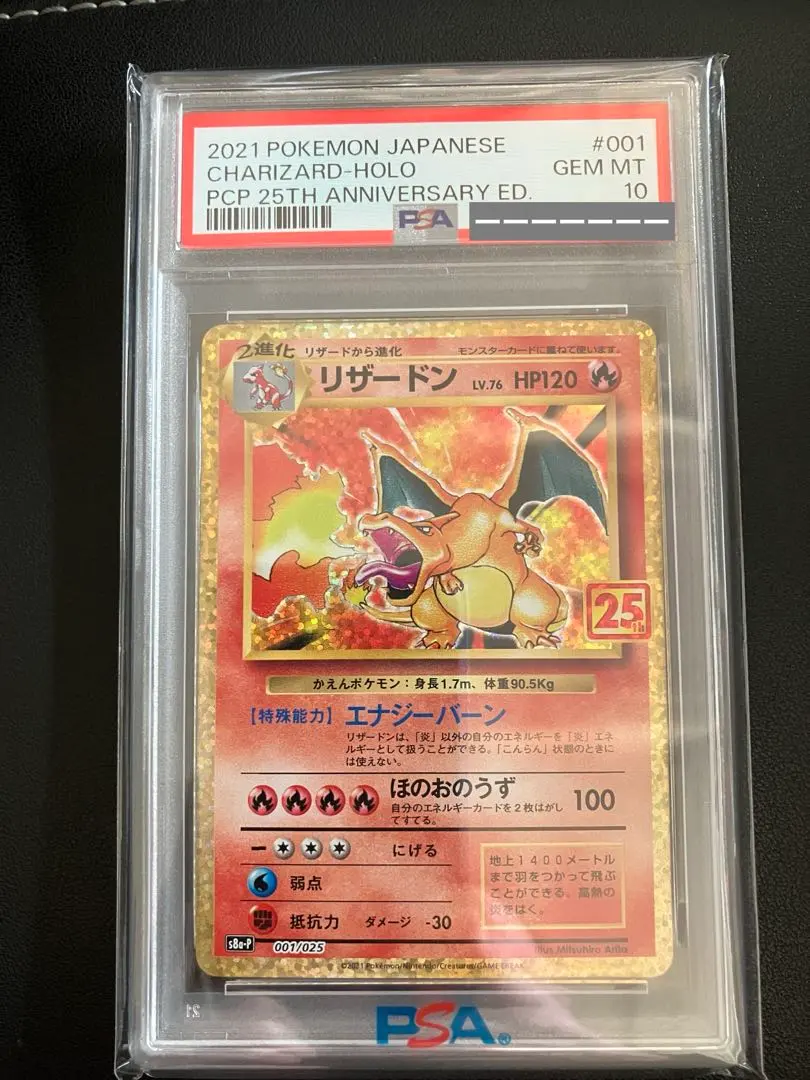 2021 POKEMON JAPANESE #001
CHARIZARD-HOLO GEM MT
PCP 25TH ANNIVERSARY ED. 10
PSA
2進化 リザードから進化 モンスターカードに重ねて使います。
リザードン LV.76 HP120
25th
かえんポケモン：身長1.7m、体重90.5Kg
【特殊能力】エナジーバーン
リザードンは、「炎」以外の自分のエネルギーを「炎」エネ
ルギーとして扱うことができる。「こんらん」状態のときに
は使えない。
ほのおのうず 100
自分のエネルギーカードを２枚はがし
てすてる。
にげる
弱点
抵抗力 ダメージ -30
地上１４００メートル
まで羽をつかって飛ぶ
ことができる。高熱の
炎をはく。
s8a-P 001/025
Illus.Mitsuhiro Arita
©2021 Pokémon/Nintendo/Creatures/GAME FREAK
PSA®